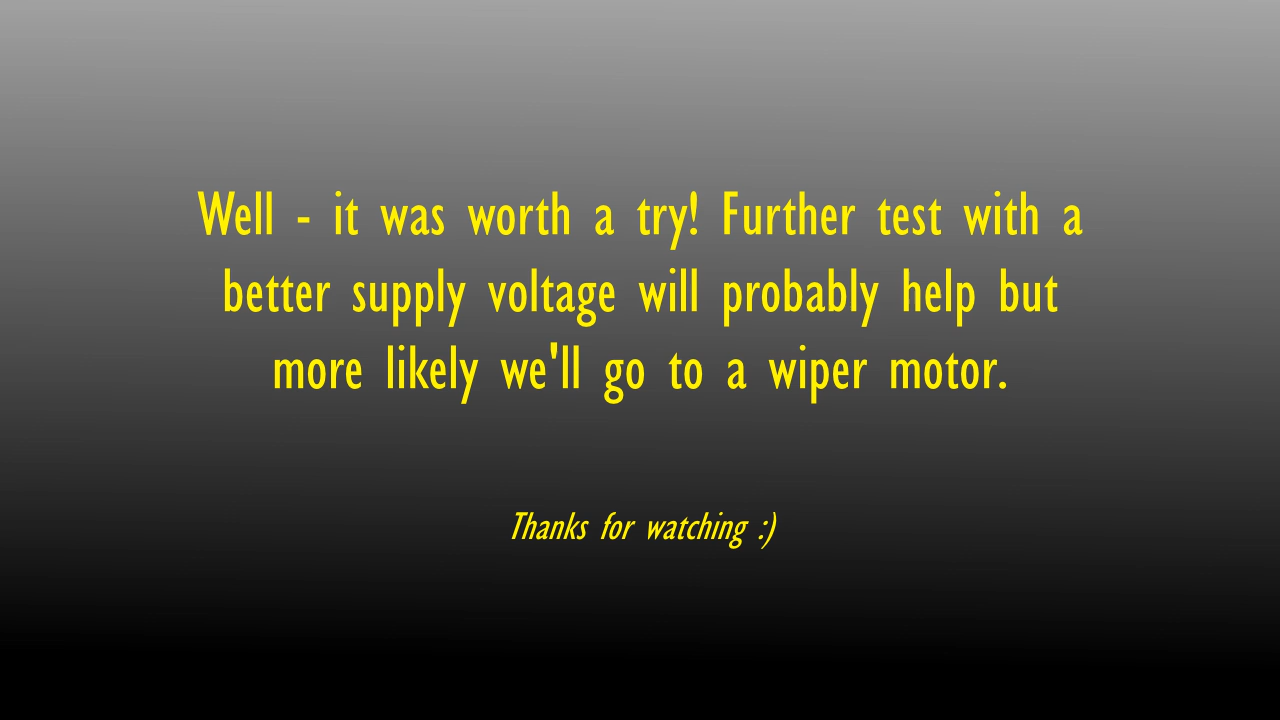 Well - it was worth a try! Further test with a
better supply voltage will probably help but
more likely we'll go to a wiper motor.
Thanks for watching :)